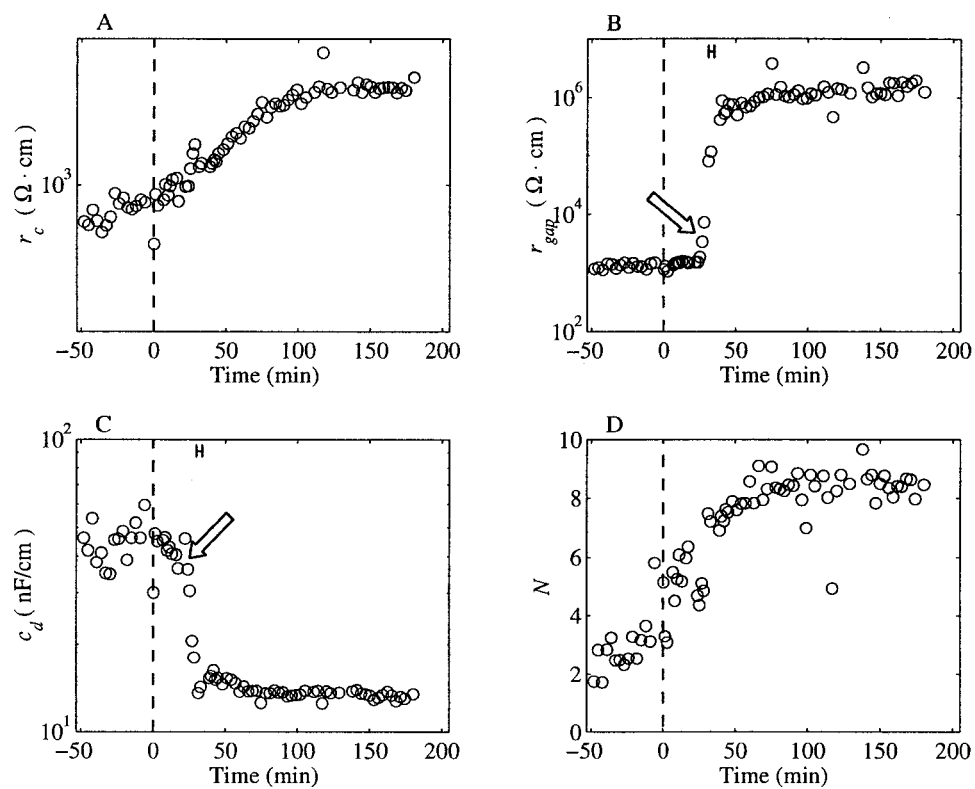 A
r_c ( Ω · cm)
10^3
−50 0 50 100 150 200
Time (min)
B
H
r_gap ( Ω · cm)
10^6
10^4
10^2
−50 0 50 100 150 200
Time (min)
C
H
c_d ( nF/cm)
10^2
10^1
−50 0 50 100 150 200
Time (min)
D
N
10
8
6
4
2
0
−50 0 50 100 150 200
Time (min)